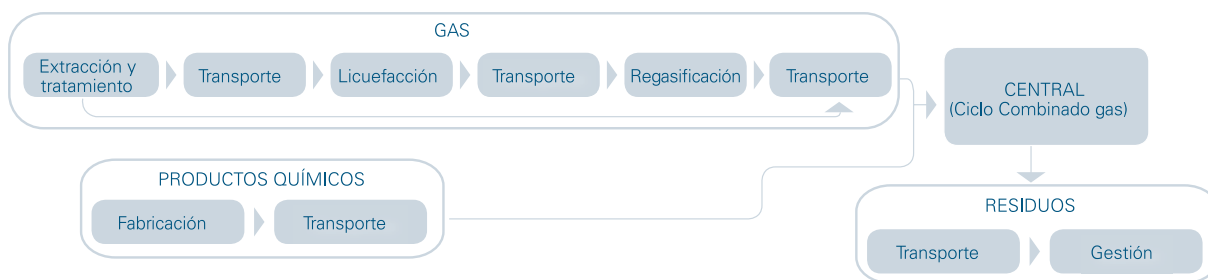 GAS
Extracción y
tratamiento
Transporte
Licuefacción
Transporte
Regasificación
Transporte
CENTRAL
(Ciclo Combinado gas)
PRODUCTOS QUÍMICOS
Fabricación
Transporte
RESIDUOS
Transporte
Gestión